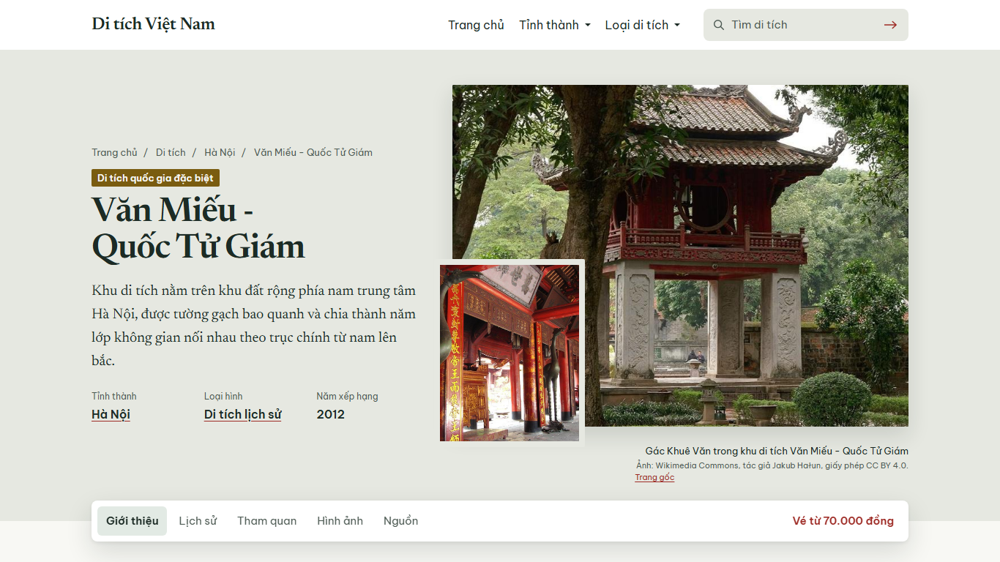 Di tích Việt Nam
Trang chủ
Tỉnh thành
Loại di tích
Tìm di tích
Trang chủ / Di tích / Hà Nội / Văn Miếu - Quốc Tử Giám
Di tích quốc gia đặc biệt
Văn Miếu -
Quốc Tử Giám
Khu di tích nằm trên khu đất rộng phía nam trung tâm
Hà Nội, được tường gạch bao quanh và chia thành năm
lớp không gian nối nhau theo trục chính từ nam lên
bắc.
Tỉnh thành
Hà Nội
Loại hình
Di tích lịch sử
Năm xếp hạng
2012
Gác Khuê Văn trong khu di tích Văn Miếu - Quốc Tử Giám
Ảnh: Wikimedia Commons, tác giả Jakub Hałun, giấy phép CC BY 4.0.
Trang gốc
Giới thiệu
Lịch sử
Tham quan
Hình ảnh
Nguồn
Vé từ 70.000 đồng